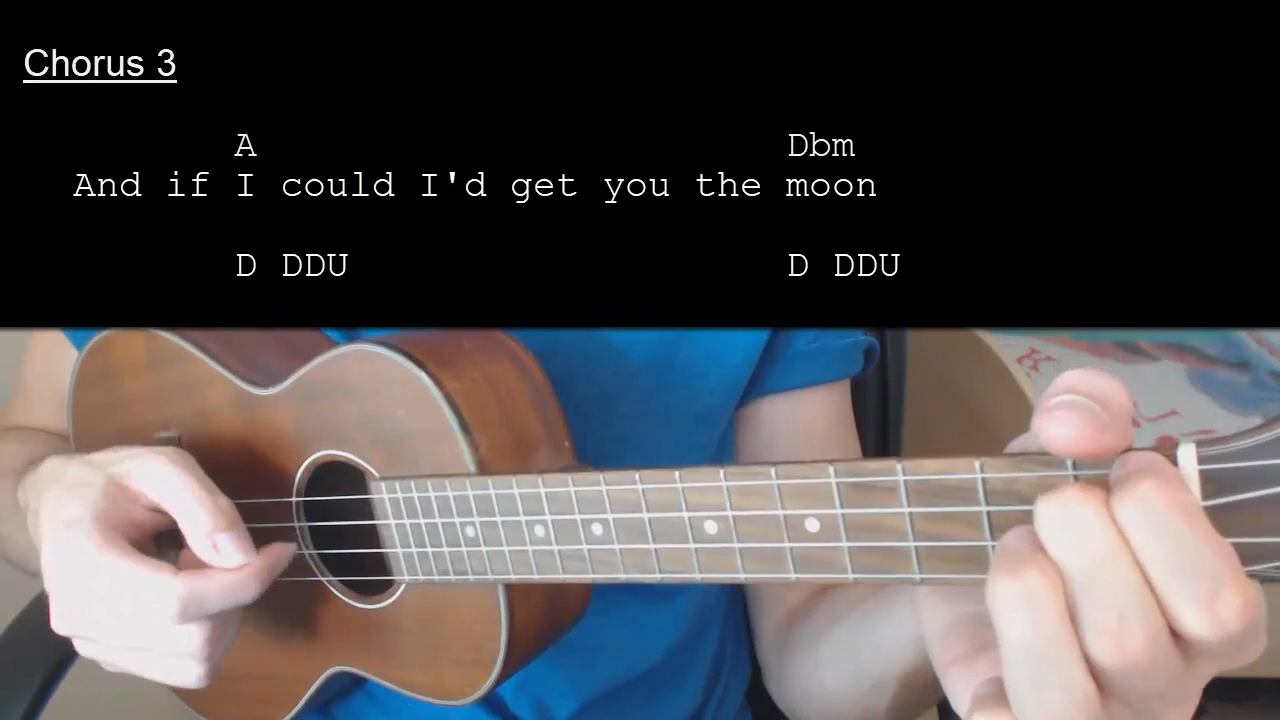 Chorus 3
A Dbm
And if I could I'd get you the moon
D DDU D DDU